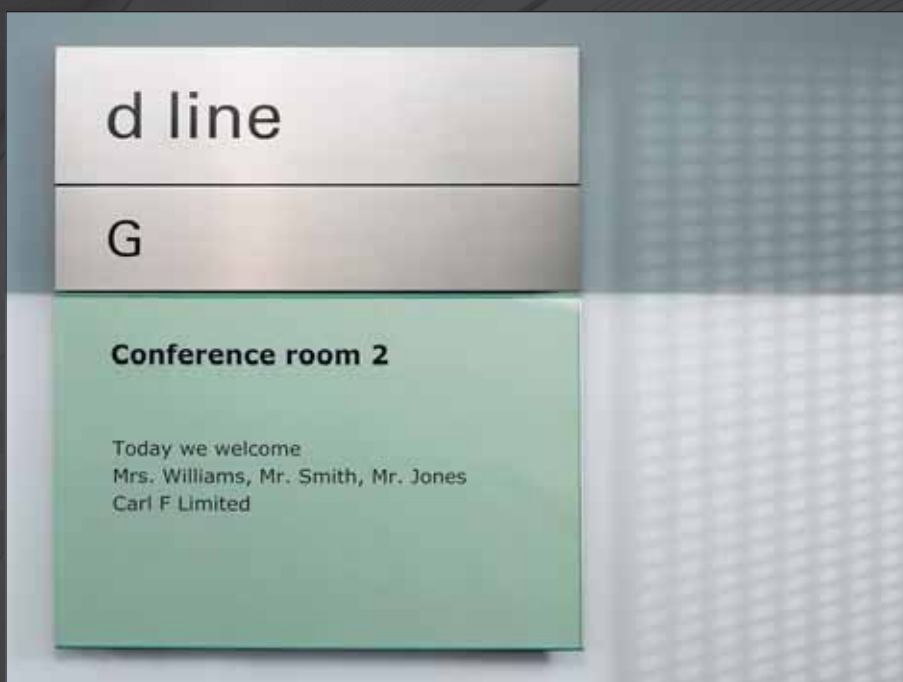 d line
G
Conference room 2
Today we welcome
Mrs. Williams, Mr. Smith, Mr. Jones
Carl F Limited